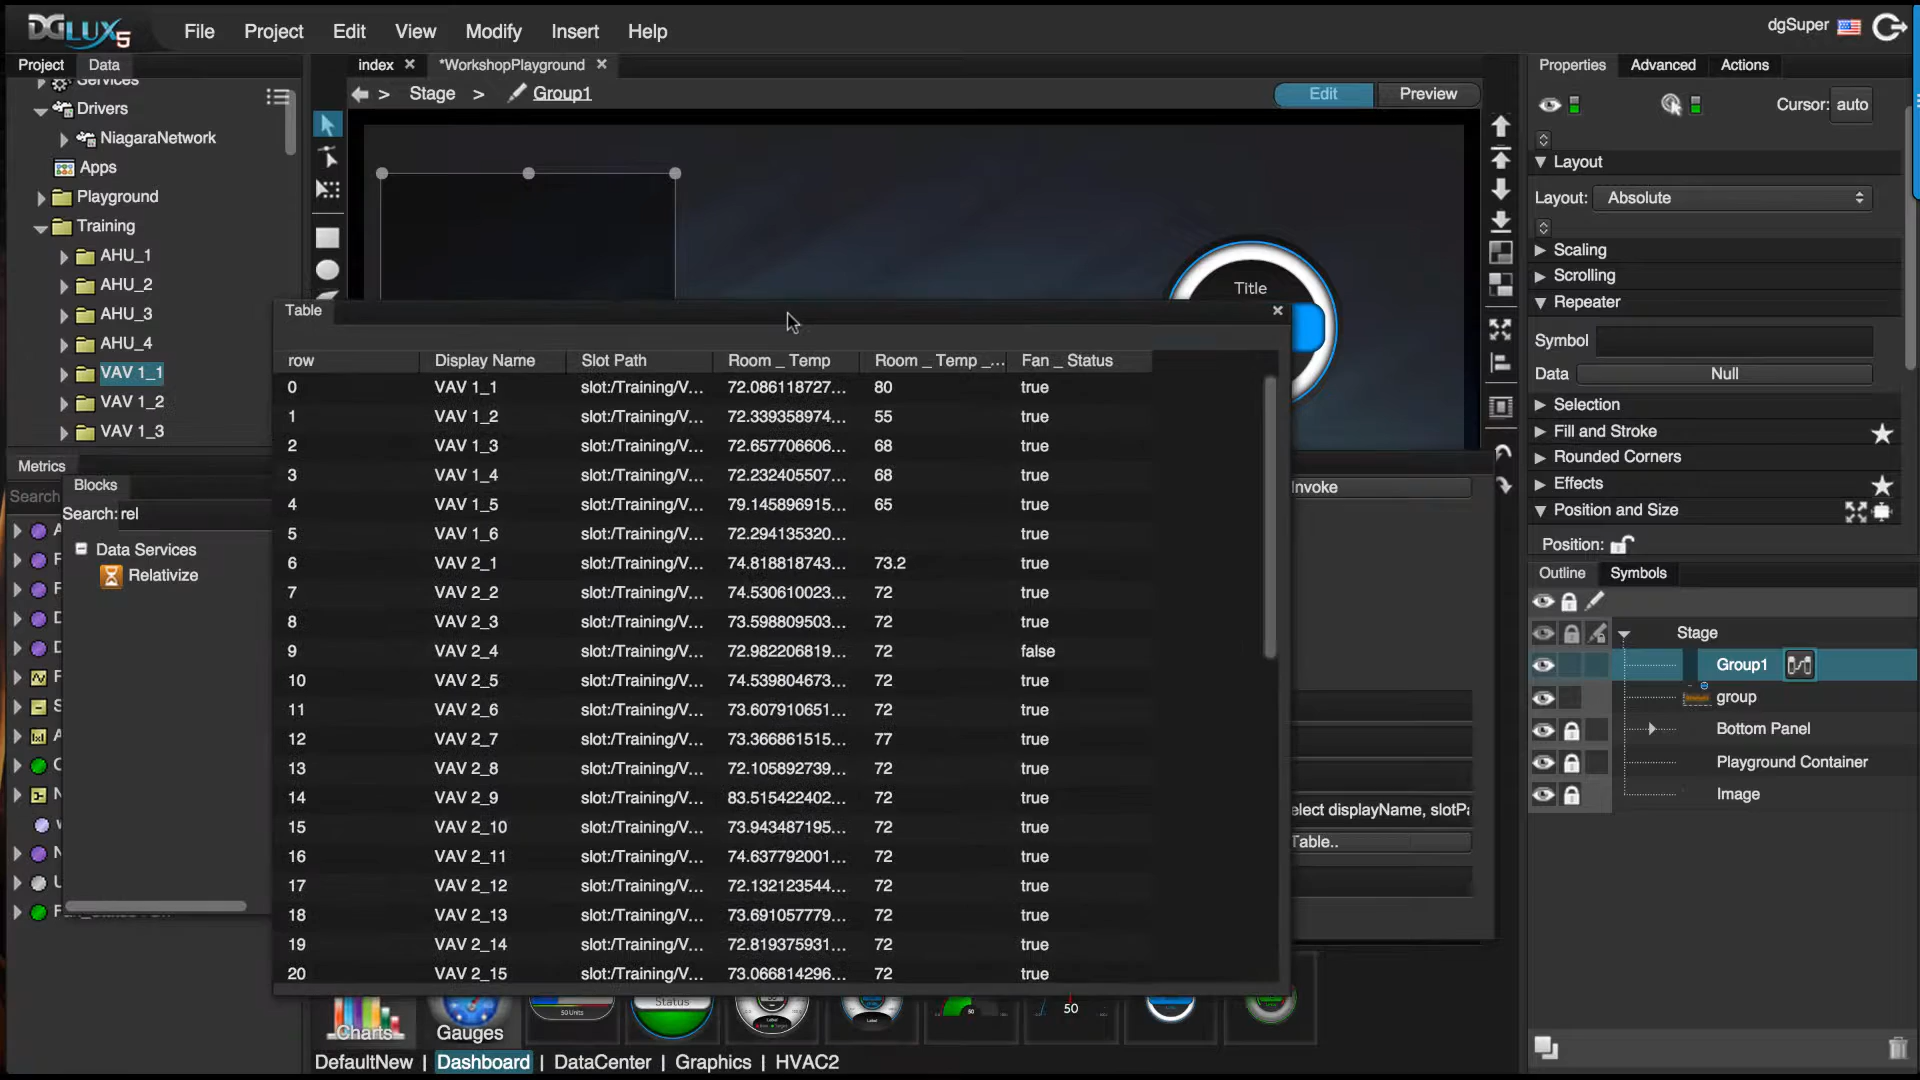 DGLUX5
File Project Edit View Modify Insert Help
dgSuper
Project Data
index *WorkshopPlayground
Properties Advanced Actions
> Stage > Group1
Edit Preview
Cursor: auto
Services
Drivers
NiagaraNetwork
Apps
Playground
Training
AHU_1
AHU_2
AHU_3
AHU_4
VAV 1_1
VAV 1_2
VAV 1_3
Metrics
Search
Blocks
Search: rel
Data Services
Relativize
Title
Table
row Display Name Slot Path Room _ Temp Room _ Temp _... Fan _ Status
0 VAV 1_1 slot:/Training/V... 72.086118727... 80 true
1 VAV 1_2 slot:/Training/V... 72.339358974... 55 true
2 VAV 1_3 slot:/Training/V... 72.657706606... 68 true
3 VAV 1_4 slot:/Training/V... 72.232405507... 68 true
4 VAV 1_5 slot:/Training/V... 79.145896915... 65 true
5 VAV 1_6 slot:/Training/V... 72.294135320... true
6 VAV 2_1 slot:/Training/V... 74.818818743... 73.2 true
7 VAV 2_2 slot:/Training/V... 74.530610023... 72 true
8 VAV 2_3 slot:/Training/V... 73.598809503... 72 true
9 VAV 2_4 slot:/Training/V... 72.982206819... 72 false
10 VAV 2_5 slot:/Training/V... 74.539804673... 72 true
11 VAV 2_6 slot:/Training/V... 73.607910651... 72 true
12 VAV 2_7 slot:/Training/V... 73.366861515... 77 true
13 VAV 2_8 slot:/Training/V... 72.105892739... 72 true
14 VAV 2_9 slot:/Training/V... 83.515422402... 72 true
15 VAV 2_10 slot:/Training/V... 73.943487195... 72 true
16 VAV 2_11 slot:/Training/V... 74.637792001... 72 true
17 VAV 2_12 slot:/Training/V... 72.132123544... 72 true
18 VAV 2_13 slot:/Training/V... 73.691057779... 72 true
19 VAV 2_14 slot:/Training/V... 72.819375931... 72 true
20 VAV 2_15 slot:/Training/V... 73.066814296... 72 true
Invoke
elect displayName, slotPa
Table..
Layout
Layout: Absolute
Scaling
Scrolling
Repeater
Symbol
Data Null
Selection
Fill and Stroke
Rounded Corners
Effects
Position and Size
Position:
Outline Symbols
Stage
Group1
group
Bottom Panel
Playground Container
Image
Charts Gauges 50 Units Status Label Label 50 50
DefaultNew | Dashboard | DataCenter | Graphics | HVAC2